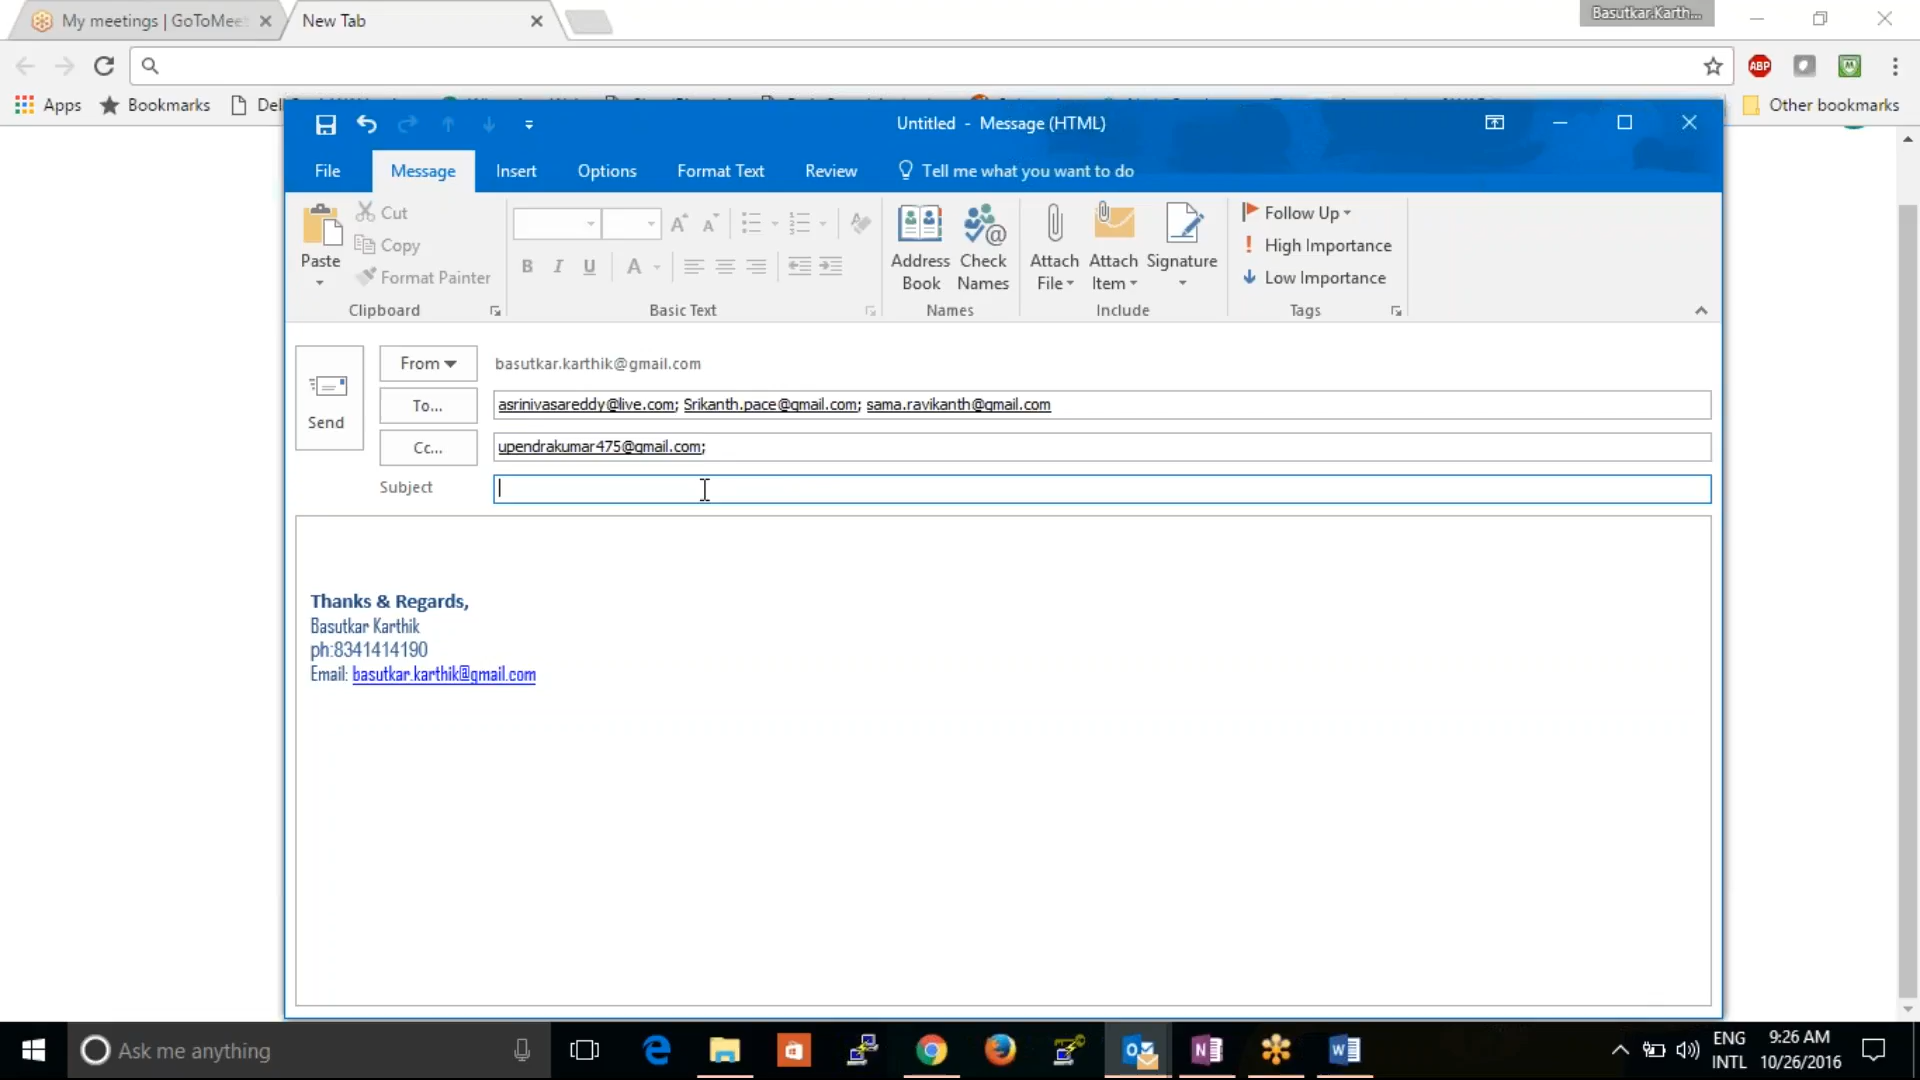 My meetings | GoToMee
New Tab
Basutkar.Karth...
ABP
Apps
Bookmarks
Other bookmarks
Untitled - Message (HTML)
File
Message
Insert
Options
Format Text
Review
Tell me what you want to do
Paste
Cut
Copy
Format Painter
Clipboard
B I U A
Basic Text
Address Book
Check Names
Names
Attach File
Attach Item
Signature
Include
Follow Up
High Importance
Low Importance
Tags
Send
From
basutkar.karthik@gmail.com
To...
asrinivasareddy@live.com; Srikanth.pace@gmail.com; sama.ravikanth@gmail.com
Cc...
upendrakumar475@gmail.com;
Subject
Thanks & Regards,
Basutkar Karthik
ph:8341414190
Email: basutkar.karthik@gmail.com
Ask me anything
ENG
INTL
9:26 AM
10/26/2016